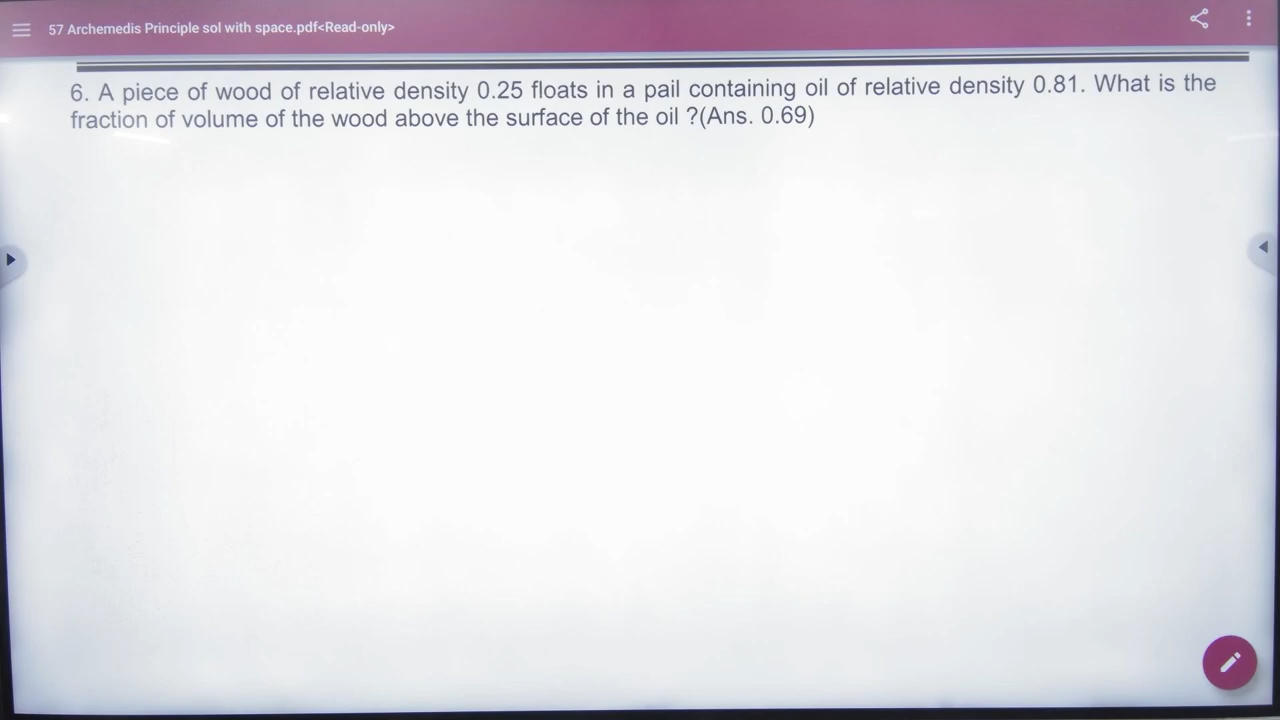 57 Archemedis Principle sol with space.pdf<Read-only>
6. A piece of wood of relative density 0.25 floats in a pail containing oil of relative density 0.81. What is the
fraction of volume of the wood above the surface of the oil ?(Ans. 0.69)